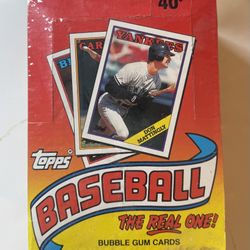 40¢
YANKEES
DON MATTINGLY
Topps
BASEBALL
THE REAL ONE!
BUBBLE GUM CARDS